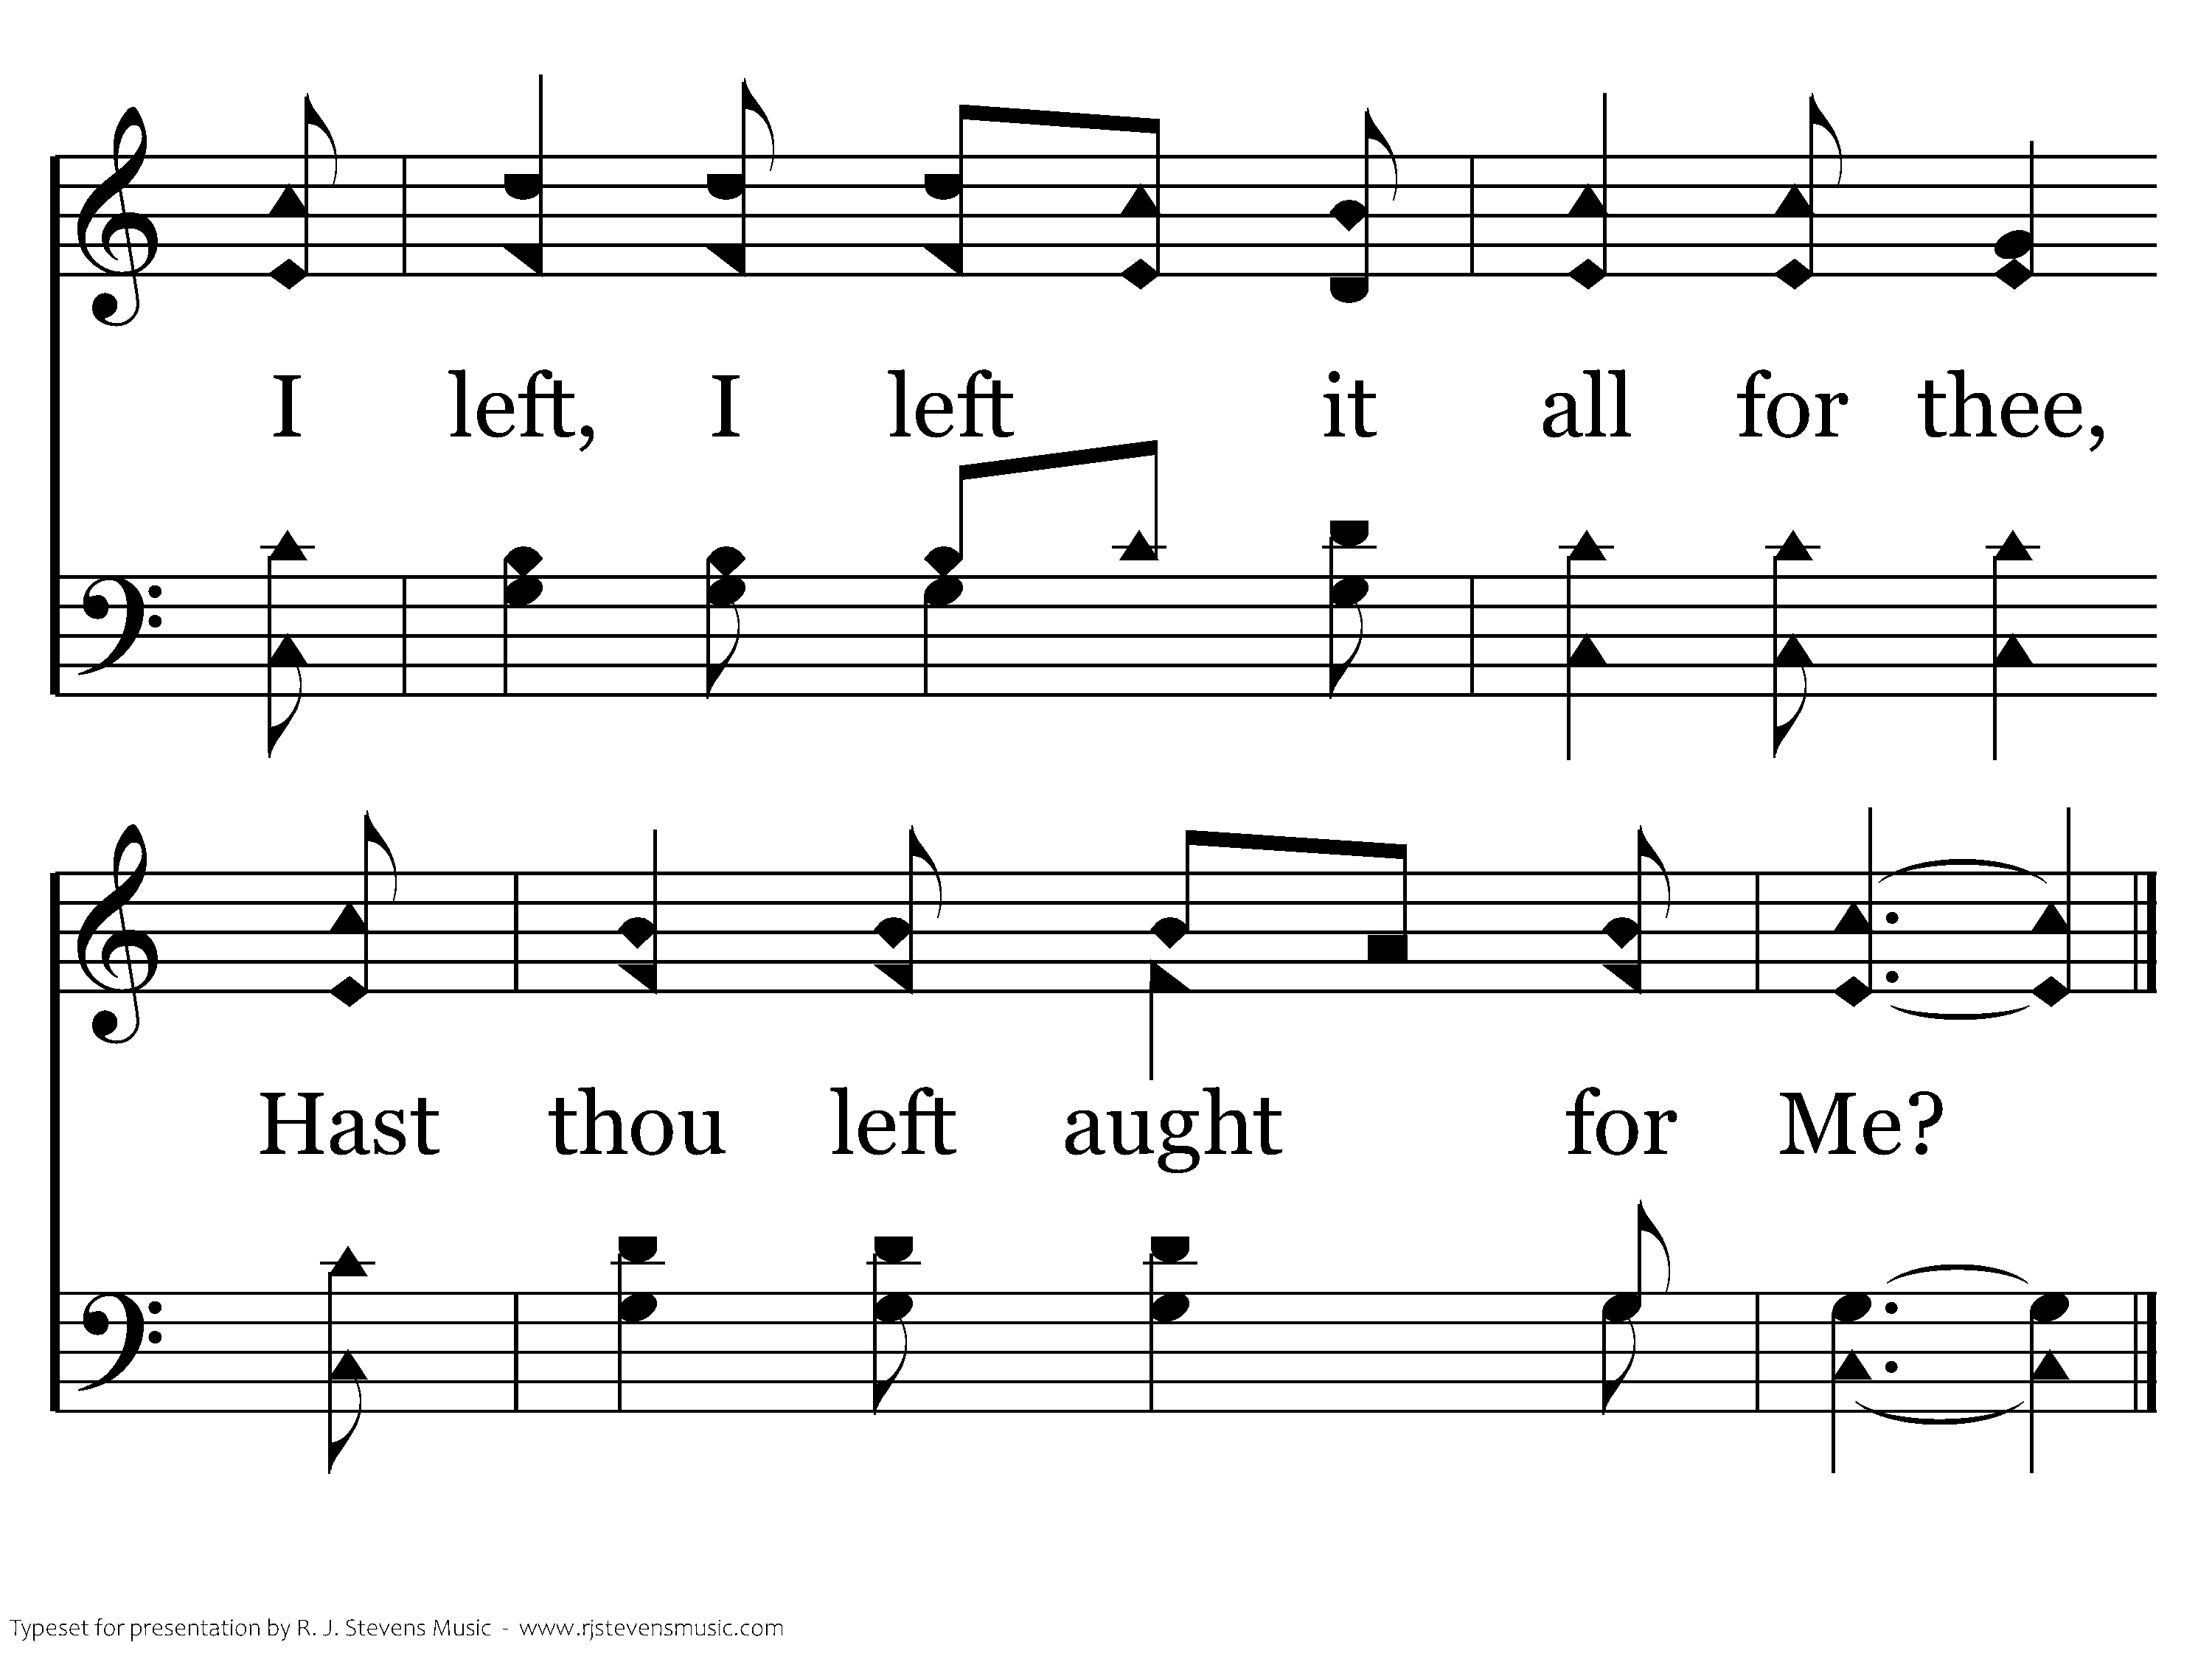 I left, I left it all for thee,
Hast thou left aught for Me?
Typeset for presentation by R. J. Stevens Music - www.rjstevensmusic.com